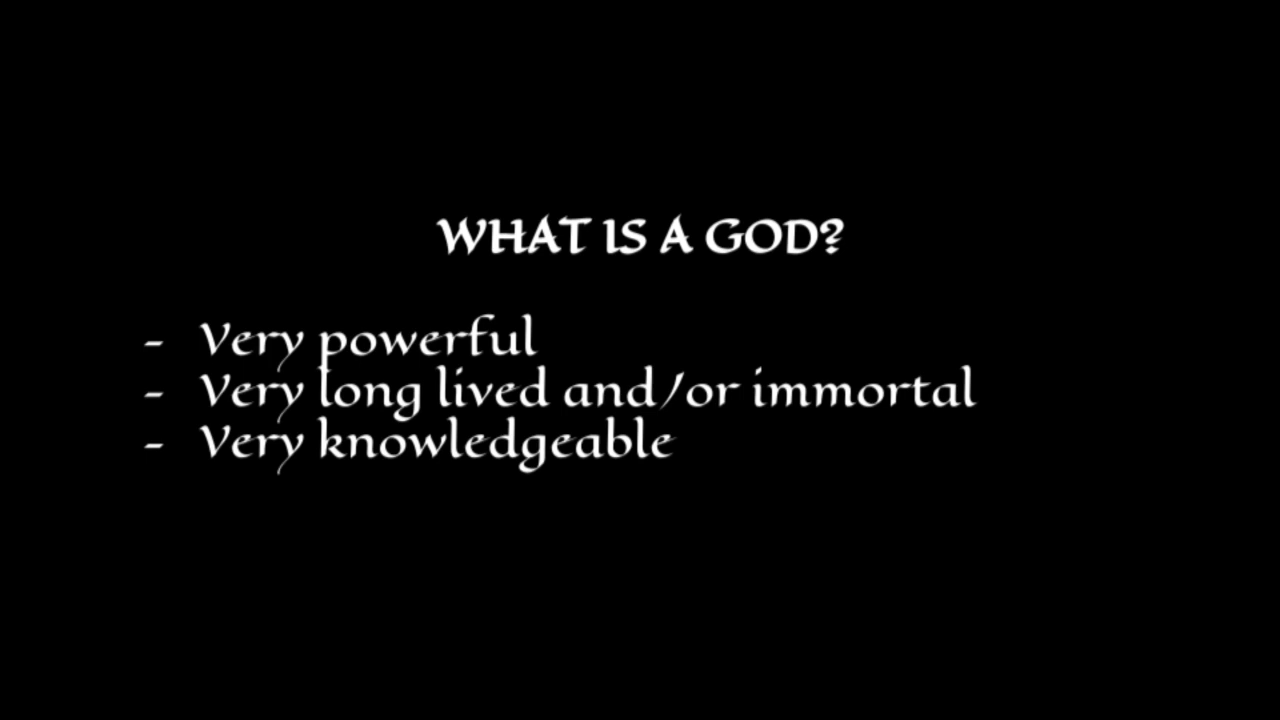 WHAT IS A GOD?
- Very powerful
- Very long lived and/or immortal
- Very knowledgeable